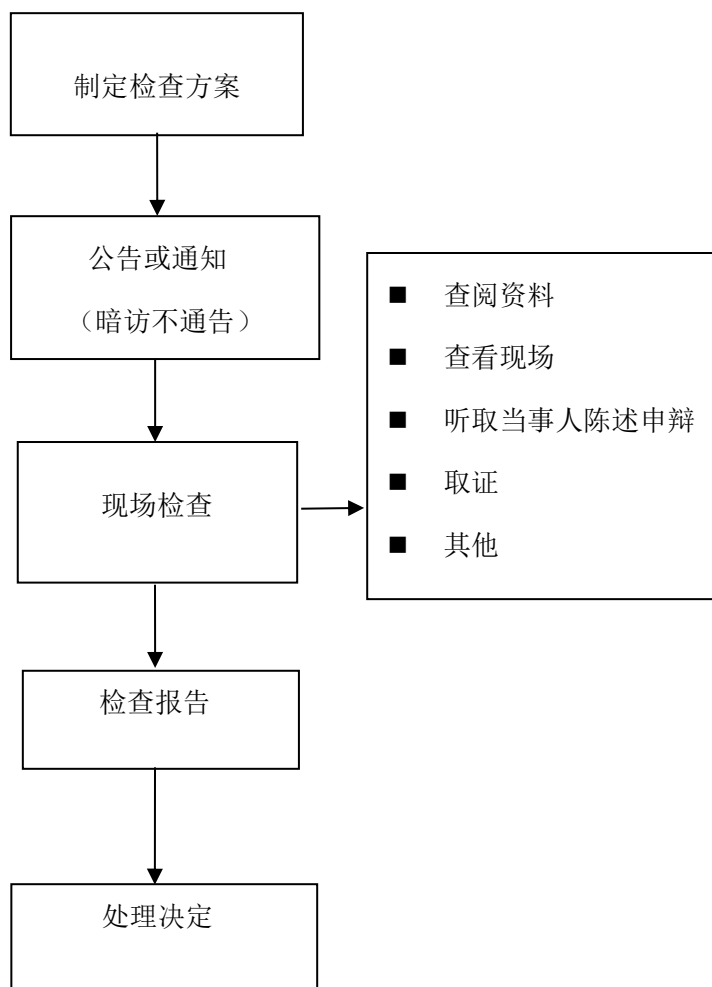 制定检查方案
公告或通知
（暗访不通告）
■ 查阅资料
■ 查看现场
■ 听取当事人陈述申辩
■ 取证
■ 其他
现场检查
检查报告
处理决定